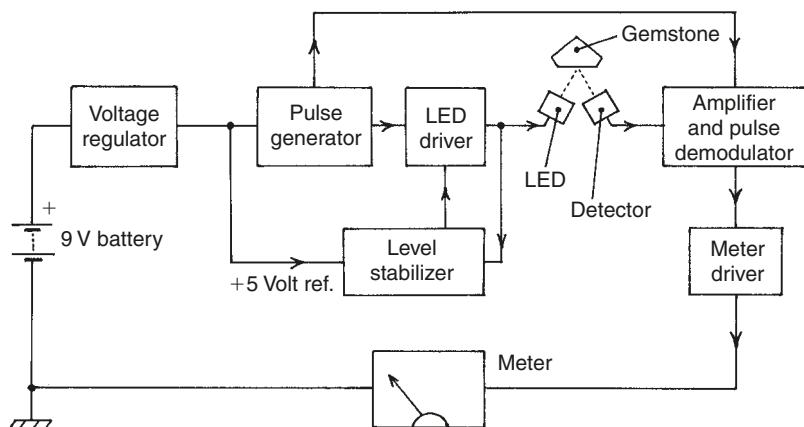 Gemstone
Voltage
regulator
Pulse
generator
LED
driver
Amplifier
and pulse
demodulator
LED
Detector
+
9 V battery
Level
stabilizer
+5 Volt ref.
Meter
driver
Meter